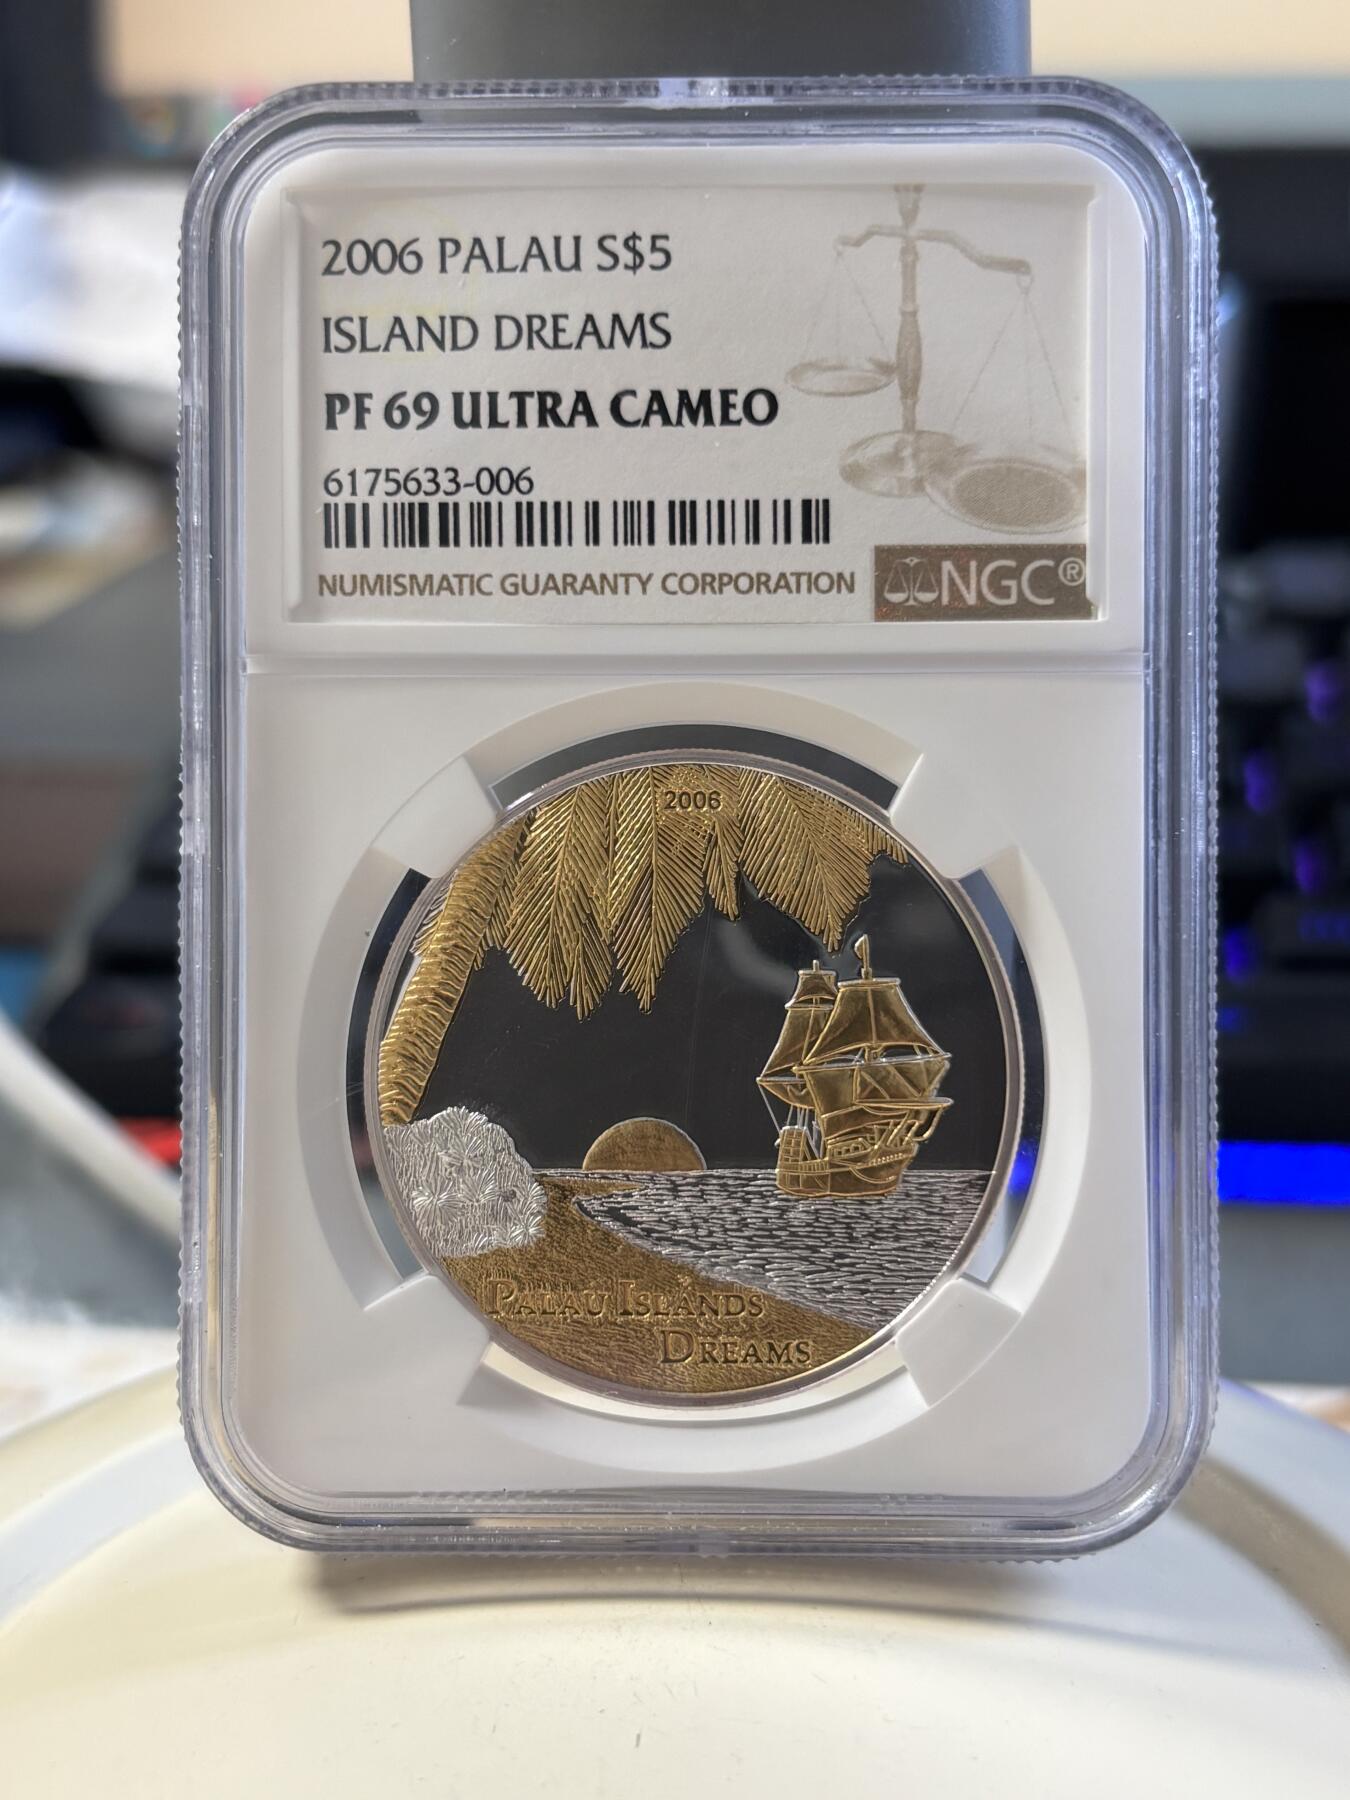 2006 PALAU S$5
ISLAND DREAMS
PF 69 ULTRA CAMEO
6175633-006
NUMISMATIC GUARANTY CORPORATION
NGC®
2006
PALAU ISLANDS
DREAMS